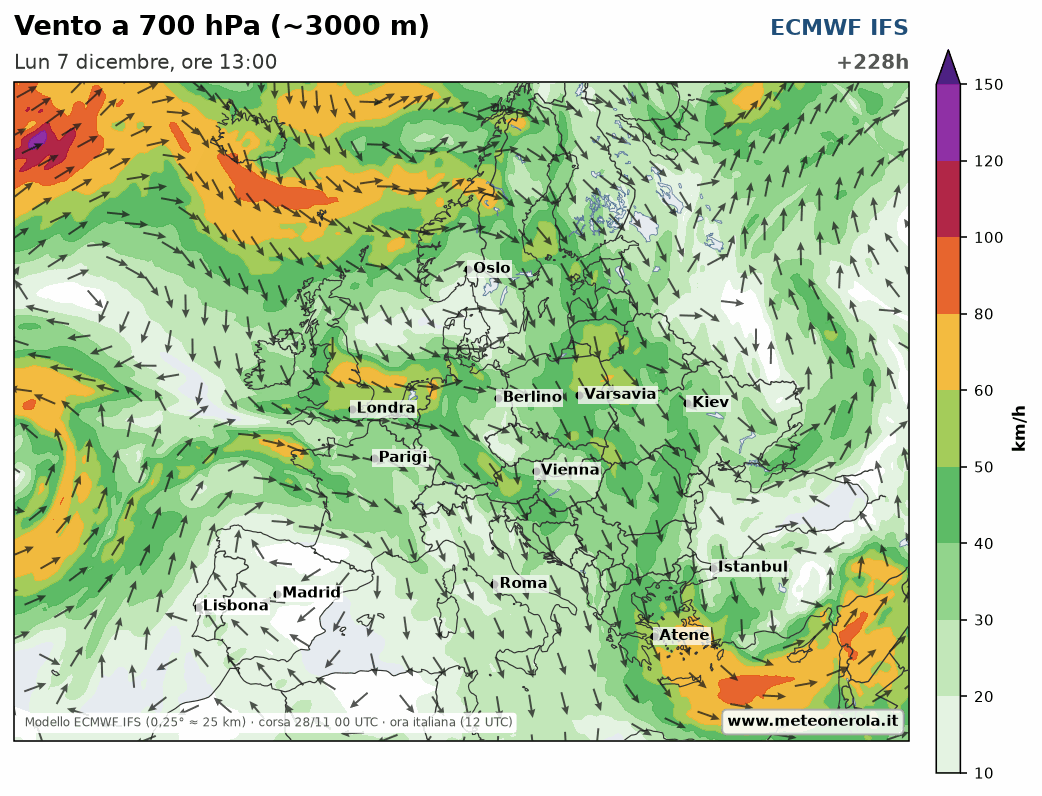 Vento a 700 hPa (~3000 m)
ECMWF IFS
Lun 7 dicembre, ore 13:00
+228h
150
120
100
80
60
50
40
30
20
10
km/h
Oslo
Berlino
Varsavia
Kiev
Londra
Parigi
Vienna
Istanbul
Roma
Madrid
Lisbona
Atene
Modello ECMWF IFS (0,25° ≈ 25 km) · corsa 28/11 00 UTC · ora italiana (12 UTC)
www.meteonerola.it